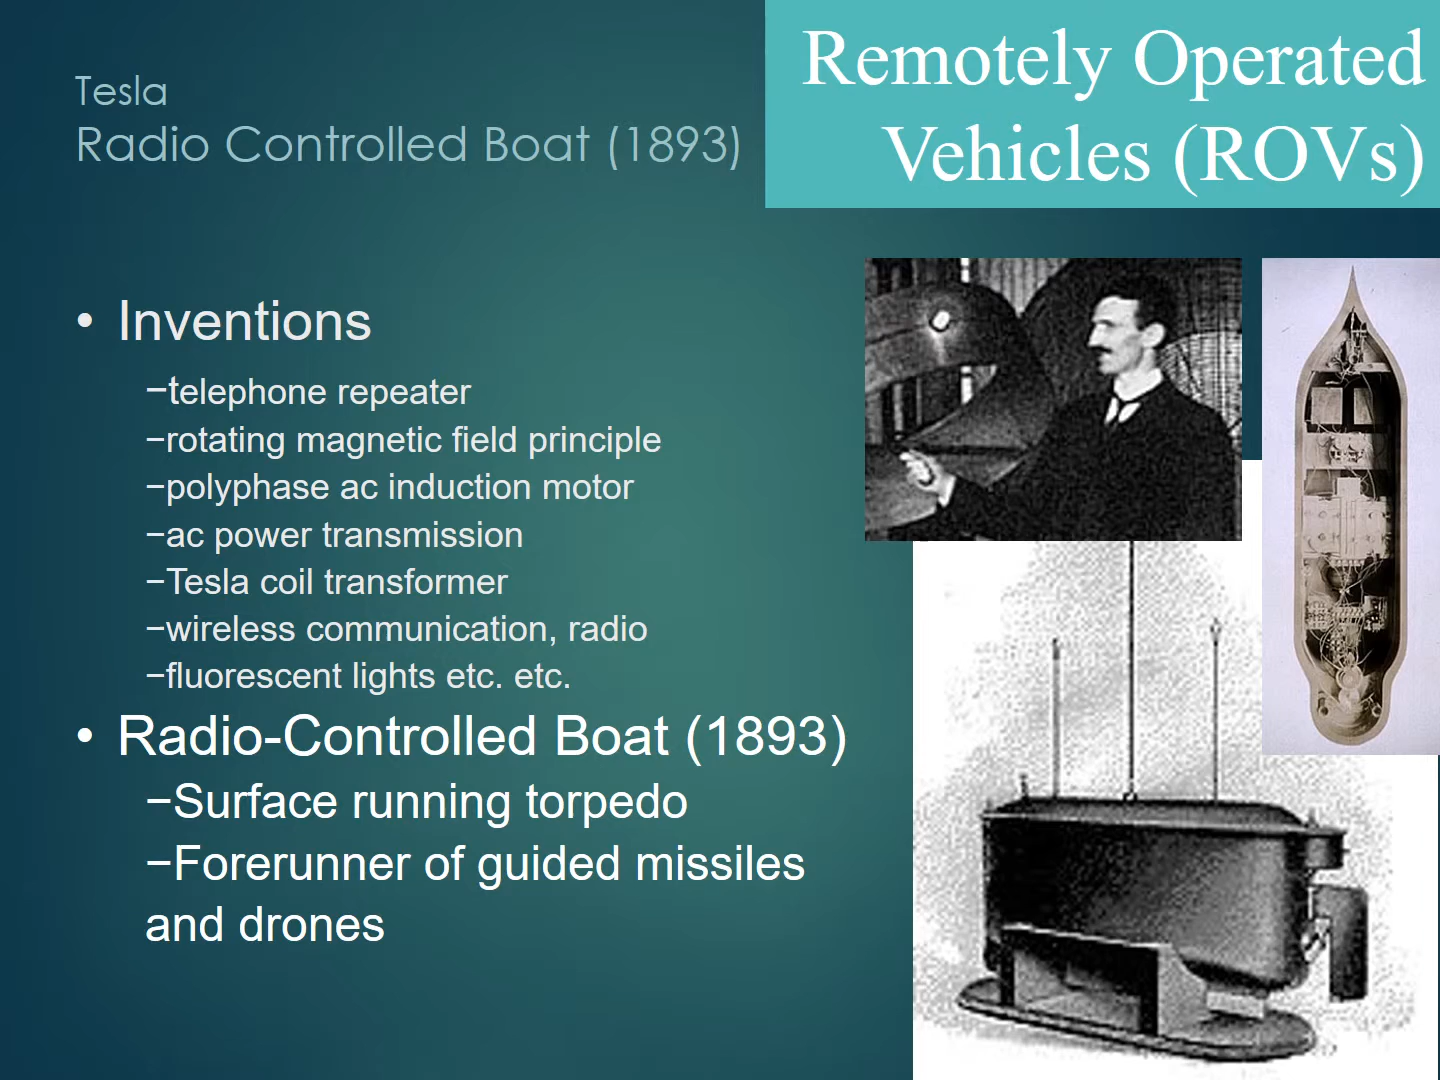 Tesla
Radio Controlled Boat (1893)
Remotely Operated
Vehicles (ROVs)
• Inventions
–telephone repeater
–rotating magnetic field principle
–polyphase ac induction motor
–ac power transmission
–Tesla coil transformer
–wireless communication, radio
–fluorescent lights etc. etc.
• Radio-Controlled Boat (1893)
–Surface running torpedo
–Forerunner of guided missiles
and drones